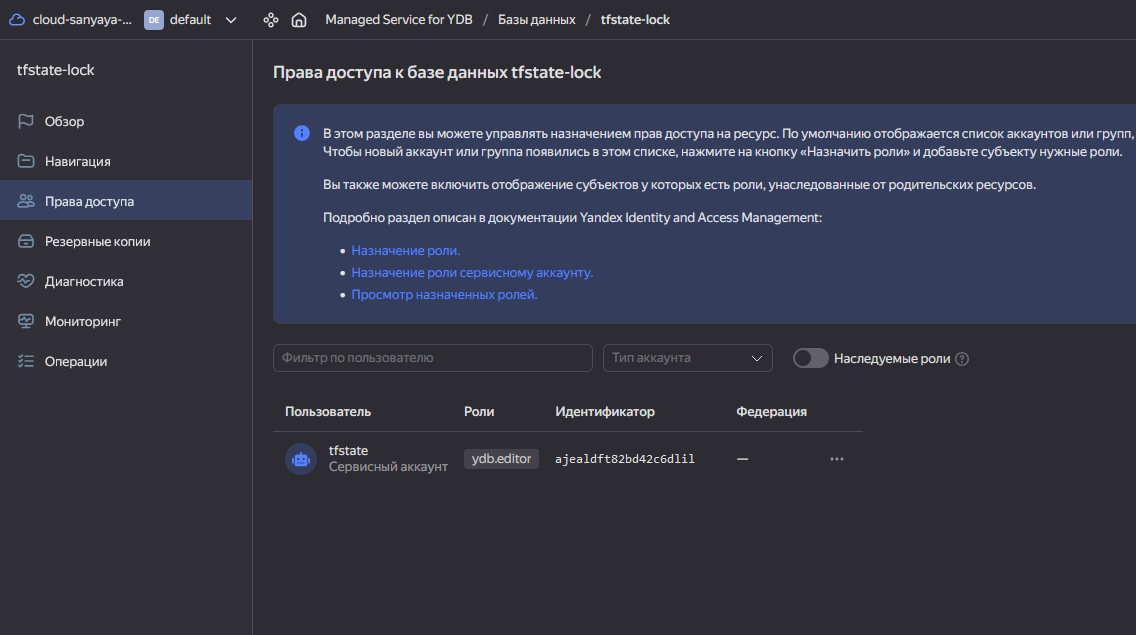 cloud-sanyaya-... DE default Managed Service for YDB / Базы данных / tfstate-lock
tfstate-lock
Обзор
Навигация
Права доступа
Резервные копии
Диагностика
Мониторинг
Операции
Права доступа к базе данных tfstate-lock
В этом разделе вы можете управлять назначением прав доступа на ресурс. По умолчанию отображается список аккаунтов или групп,
Чтобы новый аккаунт или группа появились в этом списке, нажмите на кнопку «Назначить роли» и добавьте субъекту нужные роли.
Вы также можете включить отображение субъектов у которых есть роли, унаследованные от родительских ресурсов.
Подробно раздел описан в документации Yandex Identity and Access Management:
• Назначение роли.
• Назначение роли сервисному аккаунту.
• Просмотр назначенных ролей.
Фильтр по пользователю Тип аккаунта Наследуемые роли ?
Пользователь Роли Идентификатор Федерация
tfstate
Сервисный аккаунт ydb.editor ajealdft82bd42c6dlil —